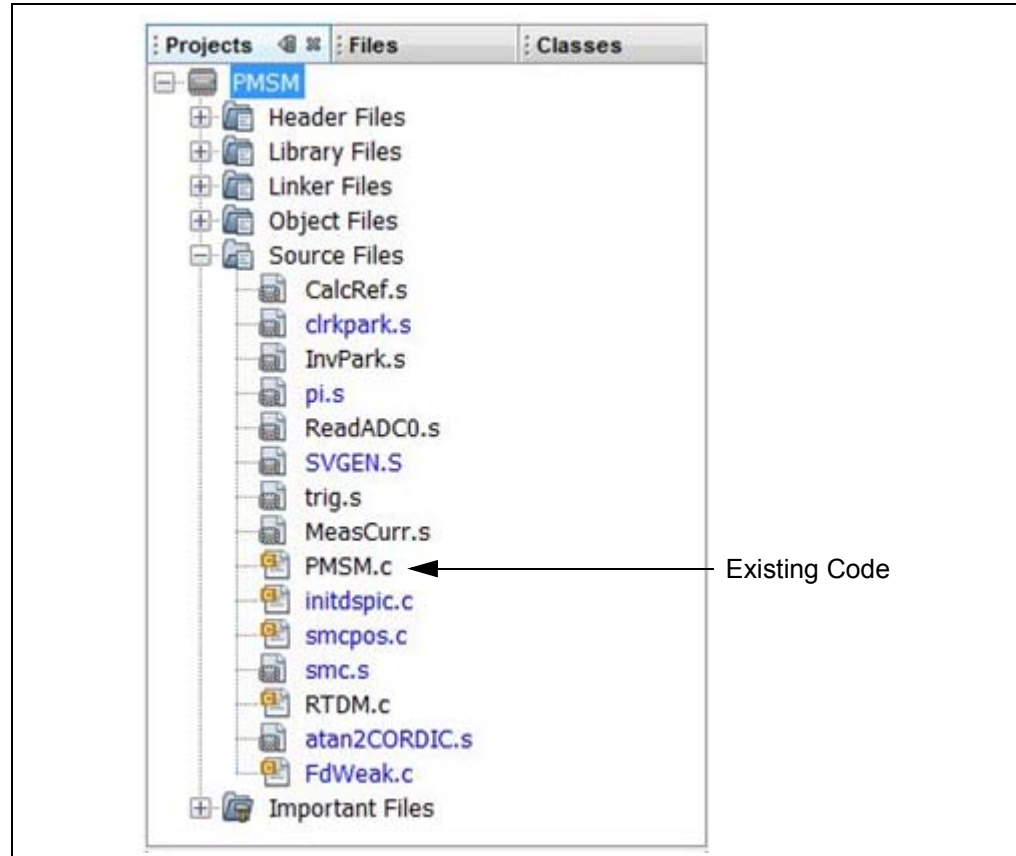 Projects Files Classes
PMSM
Header Files
Library Files
Linker Files
Object Files
Source Files
CalcRef.s
clrkpark.s
InvPark.s
pi.s
ReadADC0.s
SVGEN.S
trig.s
MeasCurr.s
PMSM.c
Existing Code
initdspic.c
smcpos.c
smc.s
RTDM.c
atan2CORDIC.s
FdWeak.c
Important Files